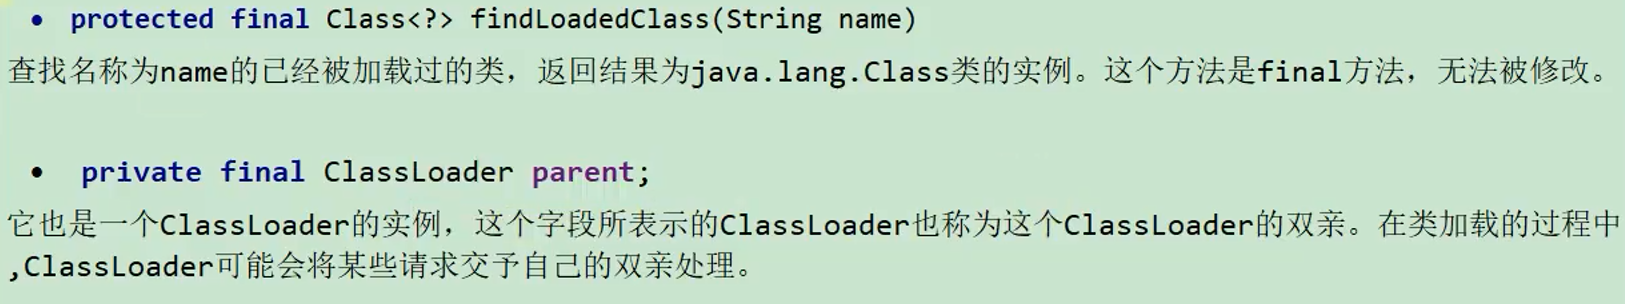 • protected final Class<?> findLoadedClass(String name)
查找名称为name的已经被加载过的类，返回结果为java.lang.Class类的实例。这个方法是final方法，无法被修改。
• private final ClassLoader parent;
它也是一个ClassLoader的实例，这个字段所表示的ClassLoader也称为这个ClassLoader的双亲。在类加载的过程中
,ClassLoader可能会将某些请求交予自己的双亲处理。